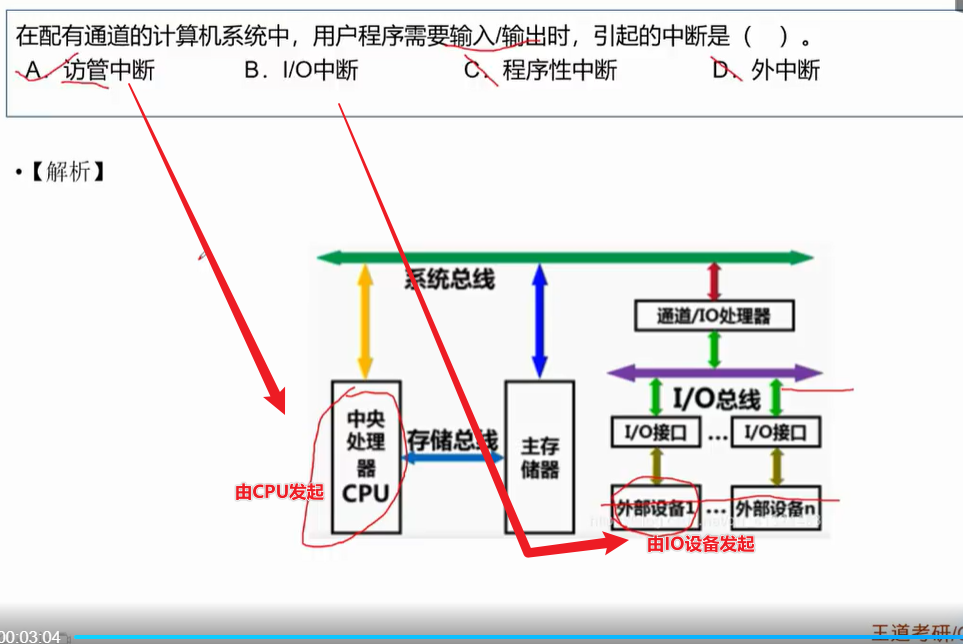 在配有通道的计算机系统中，用户程序需要输入/输出时，引起的中断是（ ）。
A．访管中断 B．I/O中断 C．程序性中断 D．外中断
•【解析】
系统总线
通道/IO处理器
I/O总线
中央
处理
器
CPU
存储总线
主存
储器
I/O接口 … I/O接口
外部设备1 … 外部设备n
由CPU发起
由IO设备发起
00:03:04
王道考研/